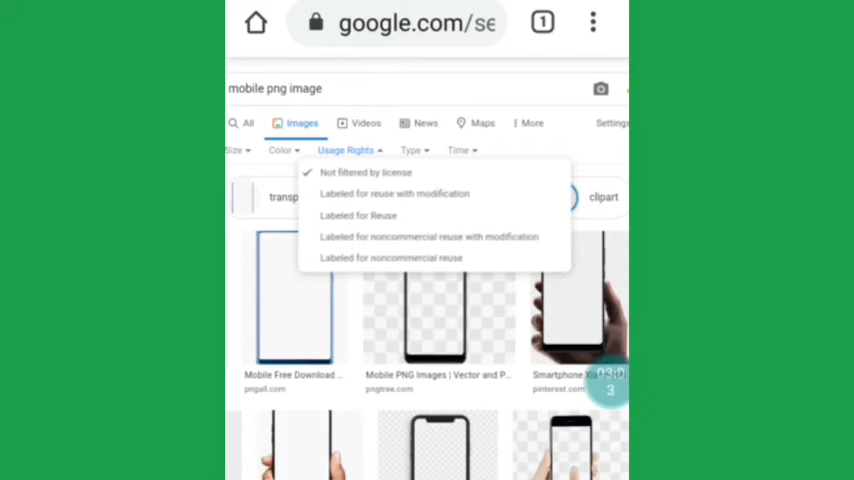 google.com/se
1
mobile png image
All Images Videos News Maps More Settings
Size Color Usage Rights Type Time
Not filtered by license
Labeled for reuse with modification
Labeled for Reuse
Labeled for noncommercial reuse with modification
Labeled for noncommercial reuse
transp
clipart
Mobile Free Download ...
Mobile PNG Images | Vector and P...
Smartphone
pngall.com
pngtree.com
pinterest.com